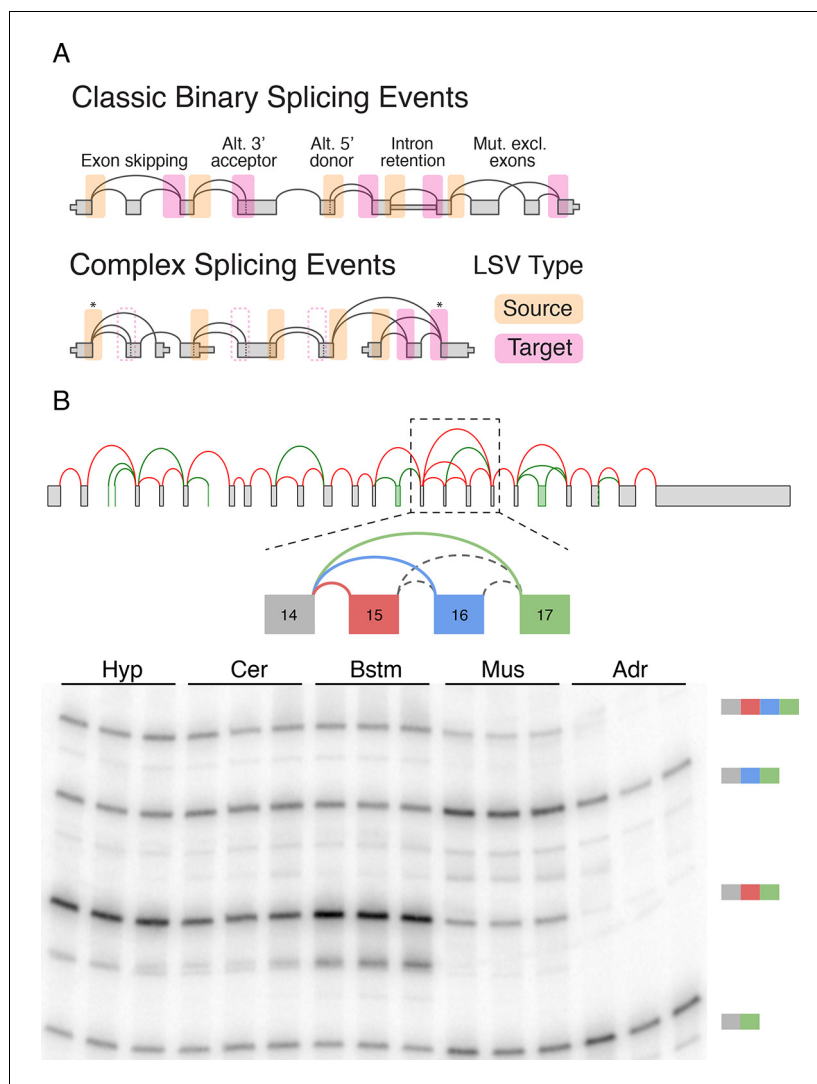 A
Classic Binary Splicing Events
Exon skipping
Alt. 3'
acceptor
Alt. 5'
donor
Intron
retention
Mut. excl.
exons
Complex Splicing Events
LSV Type
*
*
Source
Target
B
14 15 16 17
Hyp Cer Bstm Mus Adr